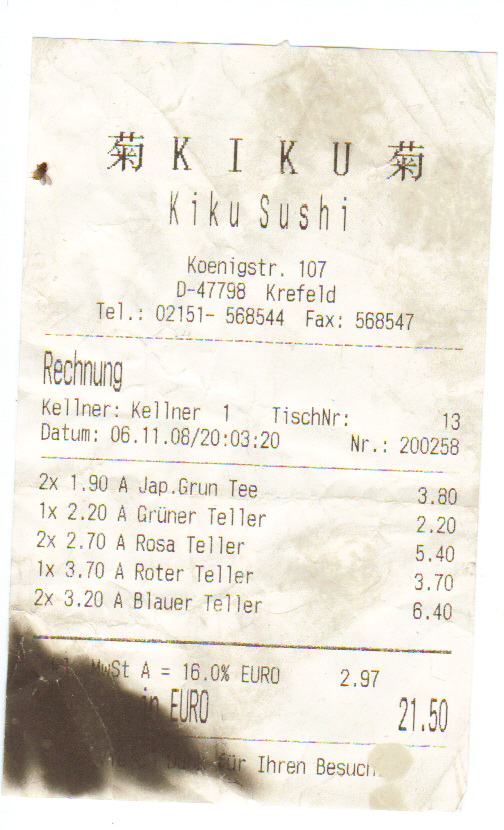 菊 K I K U 菊
Kiku Sushi
Koenigstr. 107
D-47798 Krefeld
Tel.: 02151- 568544 Fax: 568547
Rechnung
Kellner: Kellner 1 TischNr: 13
Datum: 06.11.08/20:03:20 Nr.: 200258
2x 1.90 A Jap.Grun Tee 3.80
1x 2.20 A Grüner Teller 2.20
2x 2.70 A Rosa Teller 5.40
1x 3.70 A Roter Teller 3.70
2x 3.20 A Blauer Teller 6.40
MwSt A = 16.0% EURO 2.97
in EURO 21.50
für Ihren Besuch